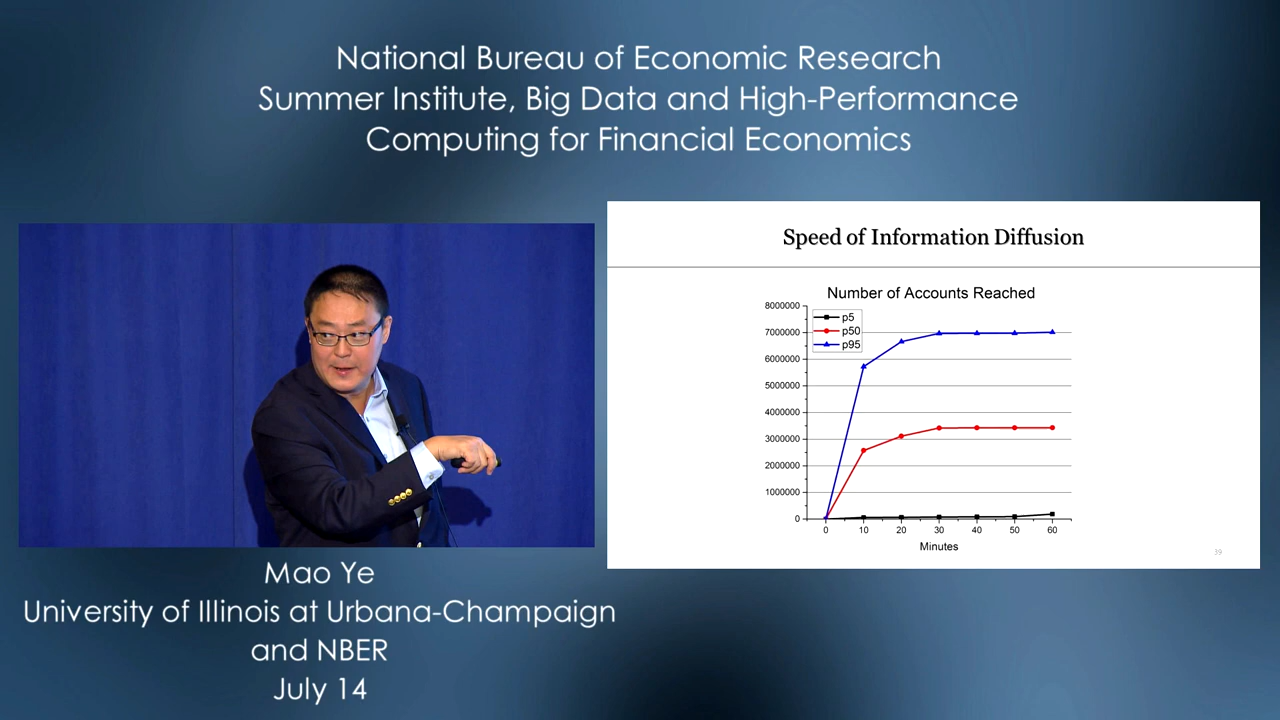 National Bureau of Economic Research
Summer Institute, Big Data and High-Performance
Computing for Financial Economics
Speed of Information Diffusion
Number of Accounts Reached
8000000
7000000
6000000
5000000
4000000
3000000
2000000
1000000
0
p5
p50
p95
0 10 20 30 40 50 60
Minutes
39
Mao Ye
University of Illinois at Urbana-Champaign
and NBER
July 14